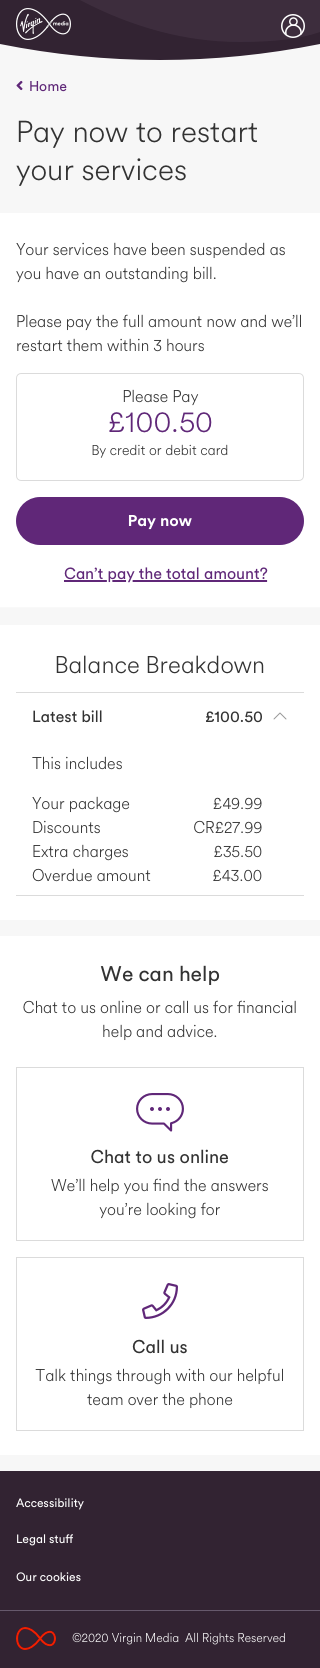 Virgin media
Home
Pay now to restart
your services
Your services have been suspended as
you have an outstanding bill.
Please pay the full amount now and we’ll
restart them within 3 hours
Please Pay
£100.50
By credit or debit card
Pay now
Can’t pay the total amount?
Balance Breakdown
Latest bill £100.50
This includes
Your package £49.99
Discounts CR£27.99
Extra charges £35.50
Overdue amount £43.00
We can help
Chat to us online or call us for financial
help and advice.
Chat to us online
We’ll help you find the answers
you’re looking for
Call us
Talk things through with our helpful
team over the phone
Accessibility
Legal stuff
Our cookies
©2020 Virgin Media All Rights Reserved